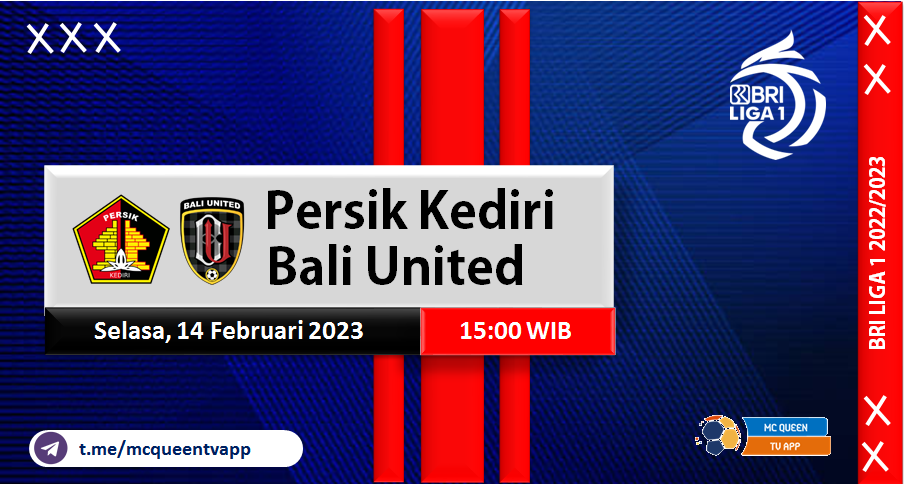 XXX
X
X
BRI
LIGA 1
PERSIK
KEDIRI
BALI UNITED
Persik Kediri
Bali United
Selasa, 14 Februari 2023
15:00 WIB
BRI LIGA 1 2022/2023
X
X
t.me/mcqueentvapp
MC QUEEN
TV APP